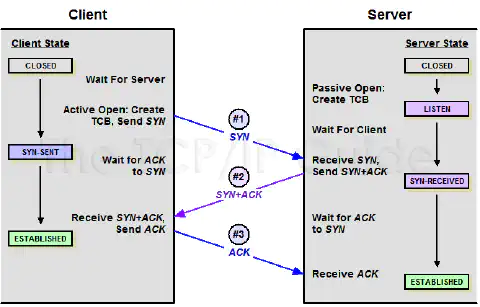 Client
Server
Client State
CLOSED
Wait For Server
Active Open: Create
TCB, Send SYN
SYN-SENT
Wait for ACK
to SYN
Receive SYN+ACK,
Send ACK
ESTABLISHED
#1
SYN
#2
SYN+ACK
#3
ACK
Server State
CLOSED
Passive Open:
Create TCB
LISTEN
Wait For Client
Receive SYN,
Send SYN+ACK
SYN-RECEIVED
Wait for ACK
to SYN
Receive ACK
ESTABLISHED
The TCP/IP Guide